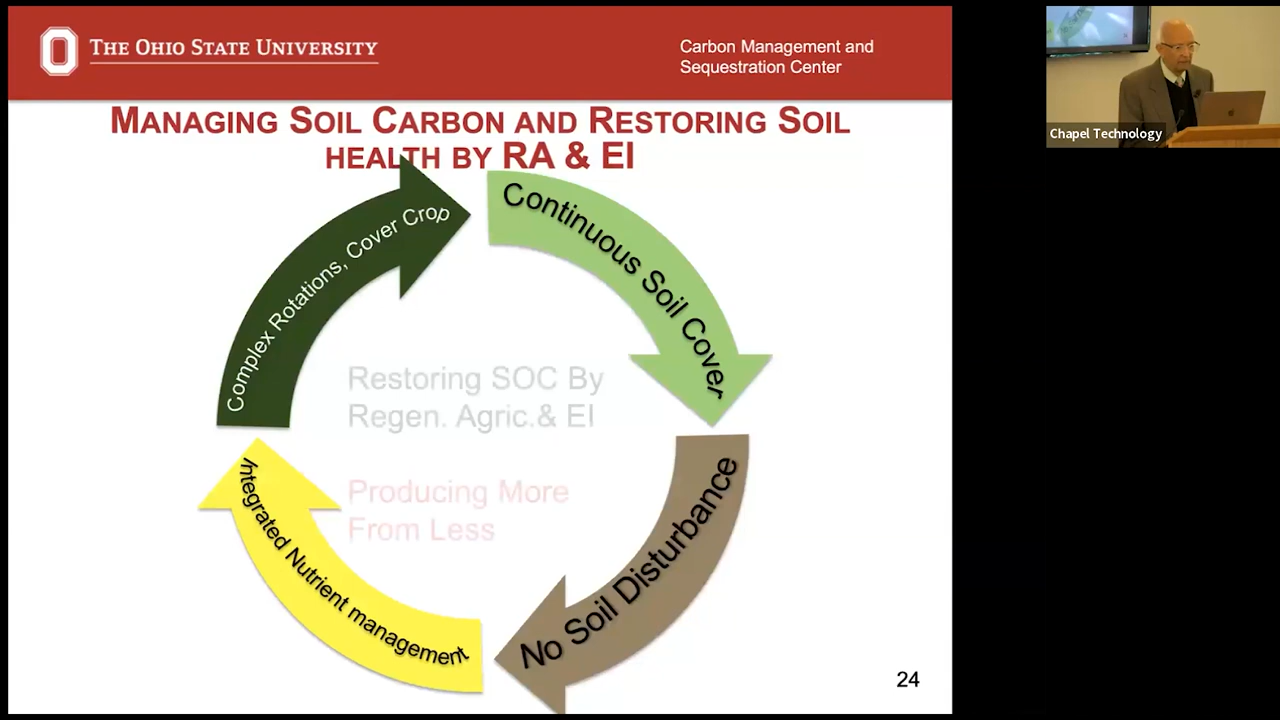 THE OHIO STATE UNIVERSITY
Carbon Management and
Sequestration Center
MANAGING SOIL CARBON AND RESTORING SOIL
HEALTH BY RA & EI
Continuous Soil Cover
No Soil Disturbance
Integrated Nutrient management
Complex Rotations, Cover Crop
Restoring SOC By
Regen. Agric.& EI
Producing More
From Less
24
Chapel Technology